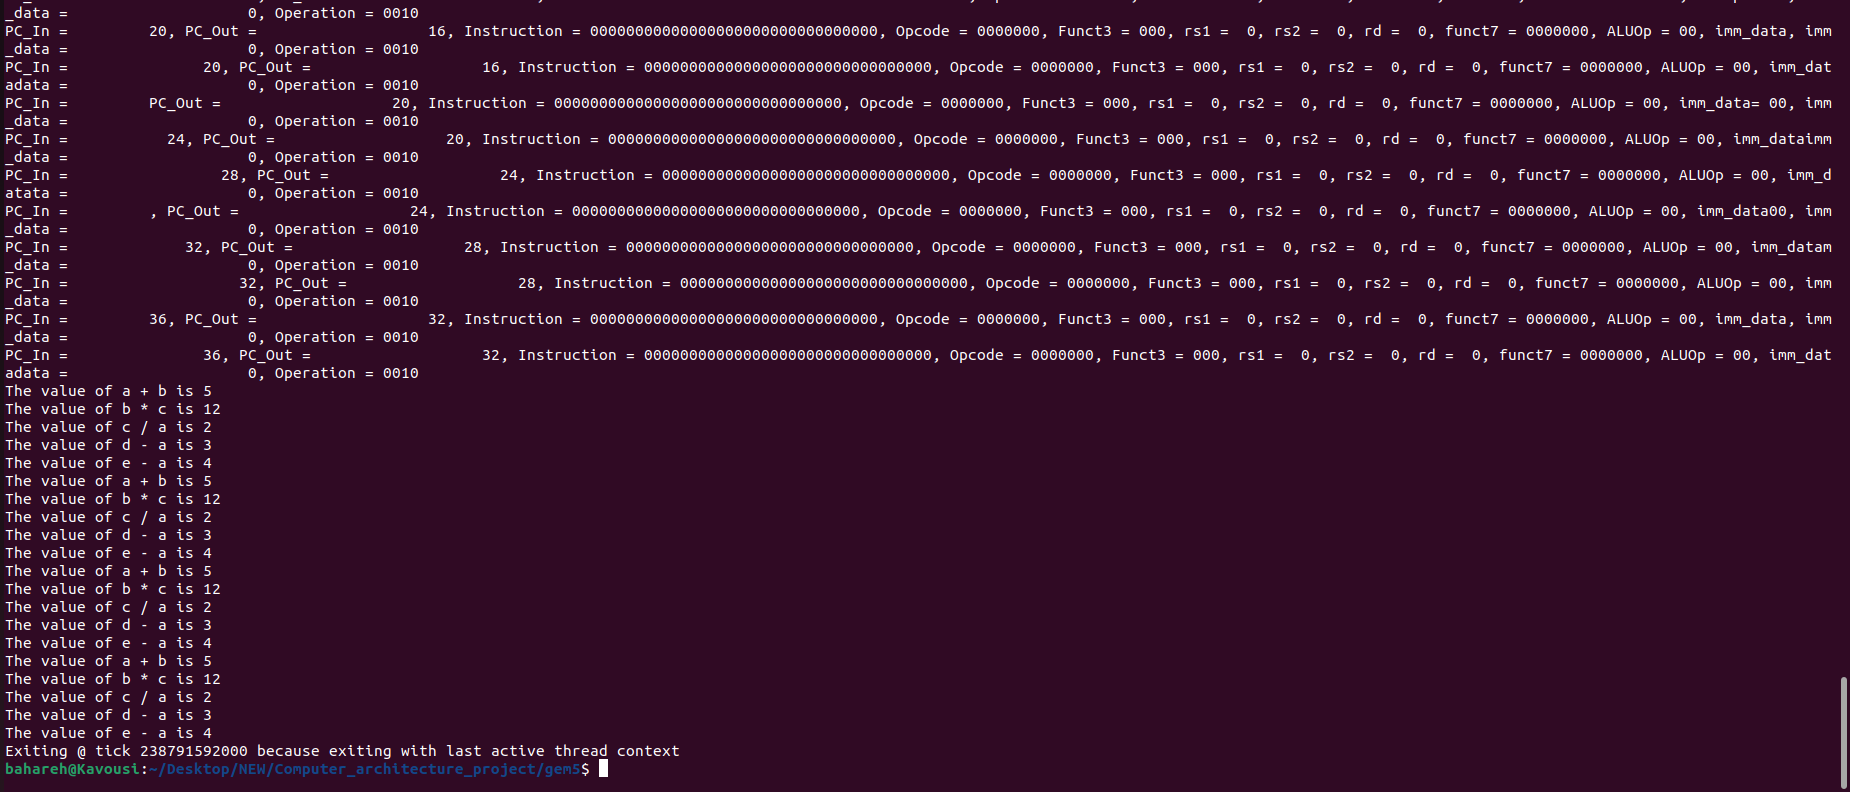 _data =                    0, Operation = 0010
PC_In =         20, PC_Out =                   16, Instruction = 00000000000000000000000000000000, Opcode = 0000000, Funct3 = 000, rs1 =  0, rs2 =  0, rd =  0, funct7 = 0000000, ALUOp = 00, imm_data, imm
_data =                    0, Operation = 0010
PC_In =               20, PC_Out =                   16, Instruction = 00000000000000000000000000000000, Opcode = 0000000, Funct3 = 000, rs1 =  0, rs2 =  0, rd =  0, funct7 = 0000000, ALUOp = 00, imm_dat
adata =                    0, Operation = 0010
PC_In =         PC_Out =                   20, Instruction = 00000000000000000000000000000000, Opcode = 0000000, Funct3 = 000, rs1 =  0, rs2 =  0, rd =  0, funct7 = 0000000, ALUOp = 00, imm_data= 00, imm
_data =                    0, Operation = 0010
PC_In =           24, PC_Out =                   20, Instruction = 00000000000000000000000000000000, Opcode = 0000000, Funct3 = 000, rs1 =  0, rs2 =  0, rd =  0, funct7 = 0000000, ALUOp = 00, imm_dataimm
_data =                    0, Operation = 0010
PC_In =                 28, PC_Out =                   24, Instruction = 00000000000000000000000000000000, Opcode = 0000000, Funct3 = 000, rs1 =  0, rs2 =  0, rd =  0, funct7 = 0000000, ALUOp = 00, imm_d
atata =                    0, Operation = 0010
PC_In =         , PC_Out =                   24, Instruction = 00000000000000000000000000000000, Opcode = 0000000, Funct3 = 000, rs1 =  0, rs2 =  0, rd =  0, funct7 = 0000000, ALUOp = 00, imm_data00, imm
_data =                    0, Operation = 0010
PC_In =             32, PC_Out =                   28, Instruction = 00000000000000000000000000000000, Opcode = 0000000, Funct3 = 000, rs1 =  0, rs2 =  0, rd =  0, funct7 = 0000000, ALUOp = 00, imm_datam
_data =                    0, Operation = 0010
PC_In =                   32, PC_Out =                   28, Instruction = 00000000000000000000000000000000, Opcode = 0000000, Funct3 = 000, rs1 =  0, rs2 =  0, rd =  0, funct7 = 0000000, ALUOp = 00, imm
_data =                    0, Operation = 0010
PC_In =         36, PC_Out =                   32, Instruction = 00000000000000000000000000000000, Opcode = 0000000, Funct3 = 000, rs1 =  0, rs2 =  0, rd =  0, funct7 = 0000000, ALUOp = 00, imm_data, imm
_data =                    0, Operation = 0010
PC_In =               36, PC_Out =                   32, Instruction = 00000000000000000000000000000000, Opcode = 0000000, Funct3 = 000, rs1 =  0, rs2 =  0, rd =  0, funct7 = 0000000, ALUOp = 00, imm_dat
adata =                    0, Operation = 0010
The value of a + b is 5
The value of b * c is 12
The value of c / a is 2
The value of d - a is 3
The value of e - a is 4
The value of a + b is 5
The value of b * c is 12
The value of c / a is 2
The value of d - a is 3
The value of e - a is 4
The value of a + b is 5
The value of b * c is 12
The value of c / a is 2
The value of d - a is 3
The value of e - a is 4
The value of a + b is 5
The value of b * c is 12
The value of c / a is 2
The value of d - a is 3
The value of e - a is 4
Exiting @ tick 238791592000 because exiting with last active thread context
bahareh@Kavousi:~/Desktop/NEW/Computer_architecture_project/gem5$